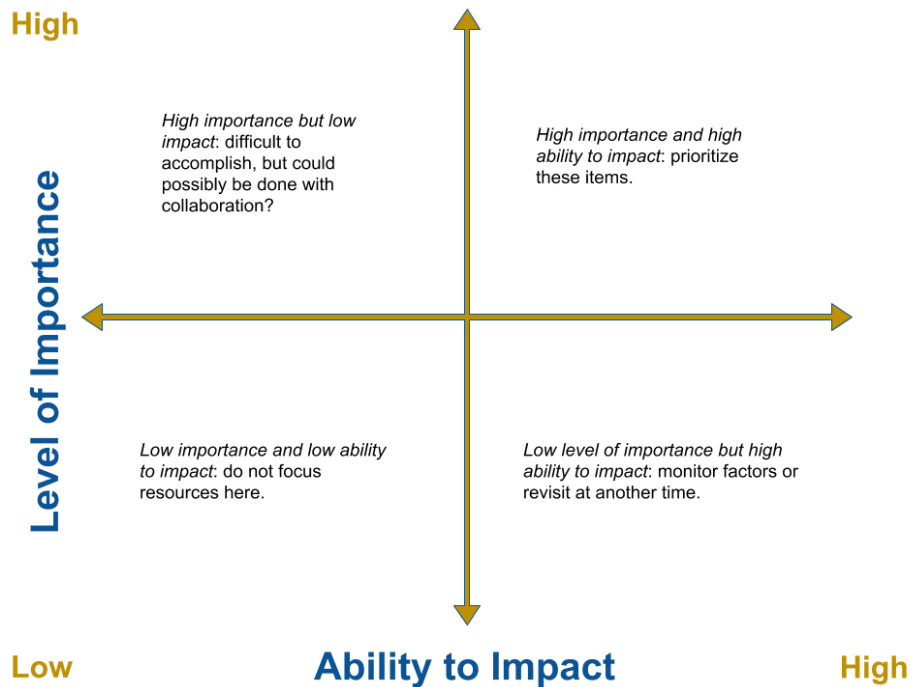 High
High importance but low
impact: difficult to
accomplish, but could
possibly be done with
collaboration?
High importance and high
ability to impact: prioritize
these items.
Level of Importance
Low importance and low ability
to impact: do not focus
resources here.
Low level of importance but high
ability to impact: monitor factors or
revisit at another time.
Low
Ability to Impact
High